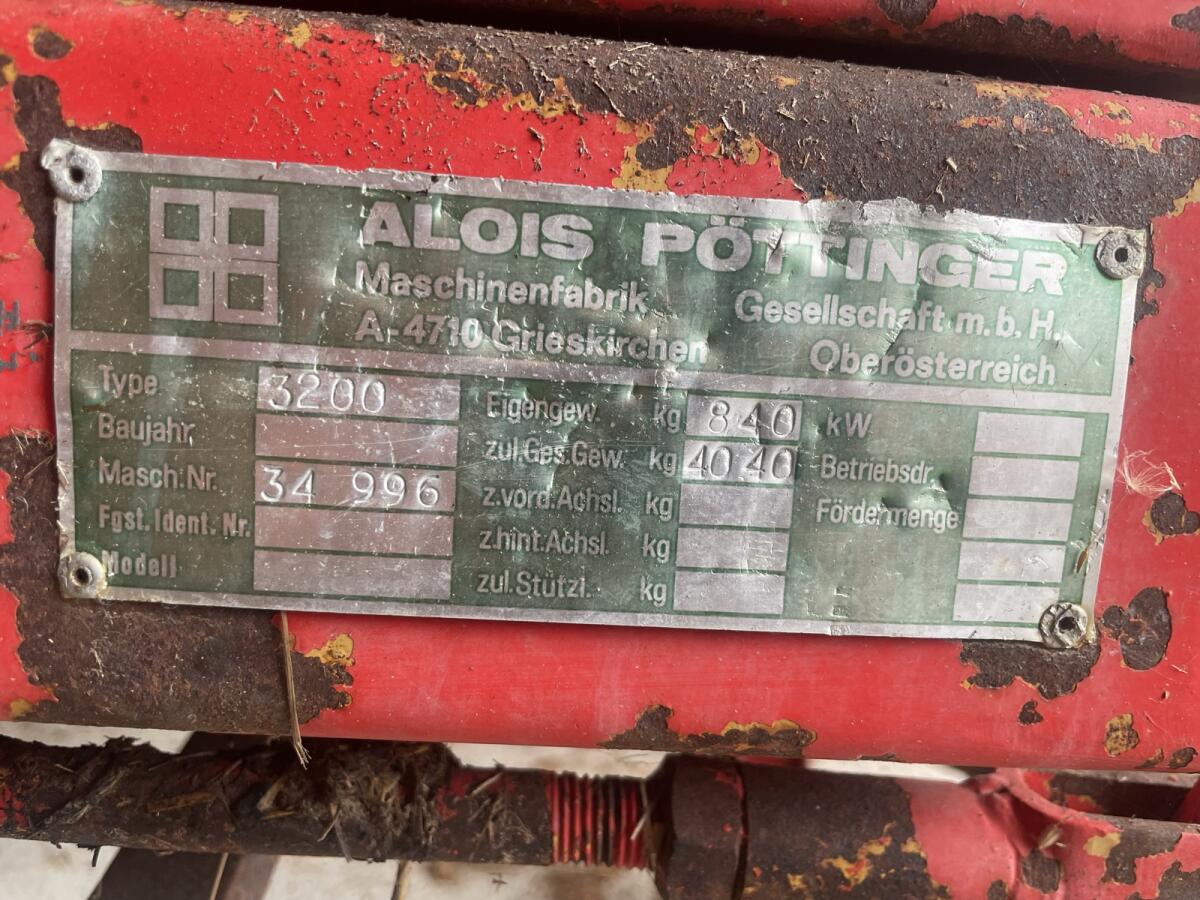 ALOIS PÖTTINGER
Maschinenfabrik Gesellschaft m.b.H.
A-4710 Grieskirchen Oberösterreich
Type 3200 Eigengew. kg 840 kW
Baujahr zul.Ges.Gew. kg 4040 Betriebsdr.
Masch.Nr. 34 996 z.vord.Achsl. kg Fördermenge
Fgst.Ident.Nr. z.hint.Achsl. kg
Modell zul.Stützl. kg